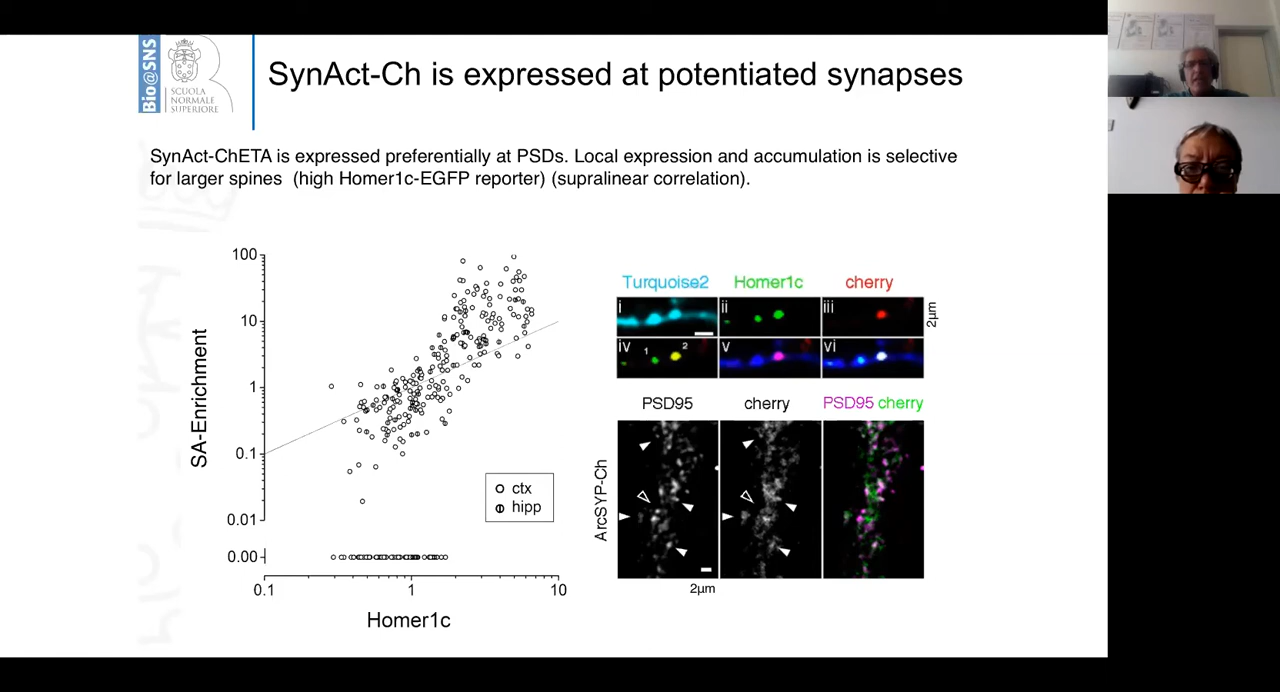 Bio@SNS
SCUOLA
NORMALE
SUPERIORE
SynAct-Ch is expressed at potentiated synapses
SynAct-ChETA is expressed preferentially at PSDs. Local expression and accumulation is selective
for larger spines (high Homer1c-EGFP reporter) (supralinear correlation).
SA-Enrichment
100
10
1
0.1
0.01
0.00
0.1
1
10
Homer1c
ctx
hipp
Turquoise2 Homer1c cherry
i ii iii
2µm
iv 1 2 v vi
PSD95 cherry PSD95 cherry
ArcSYP-Ch
2µm